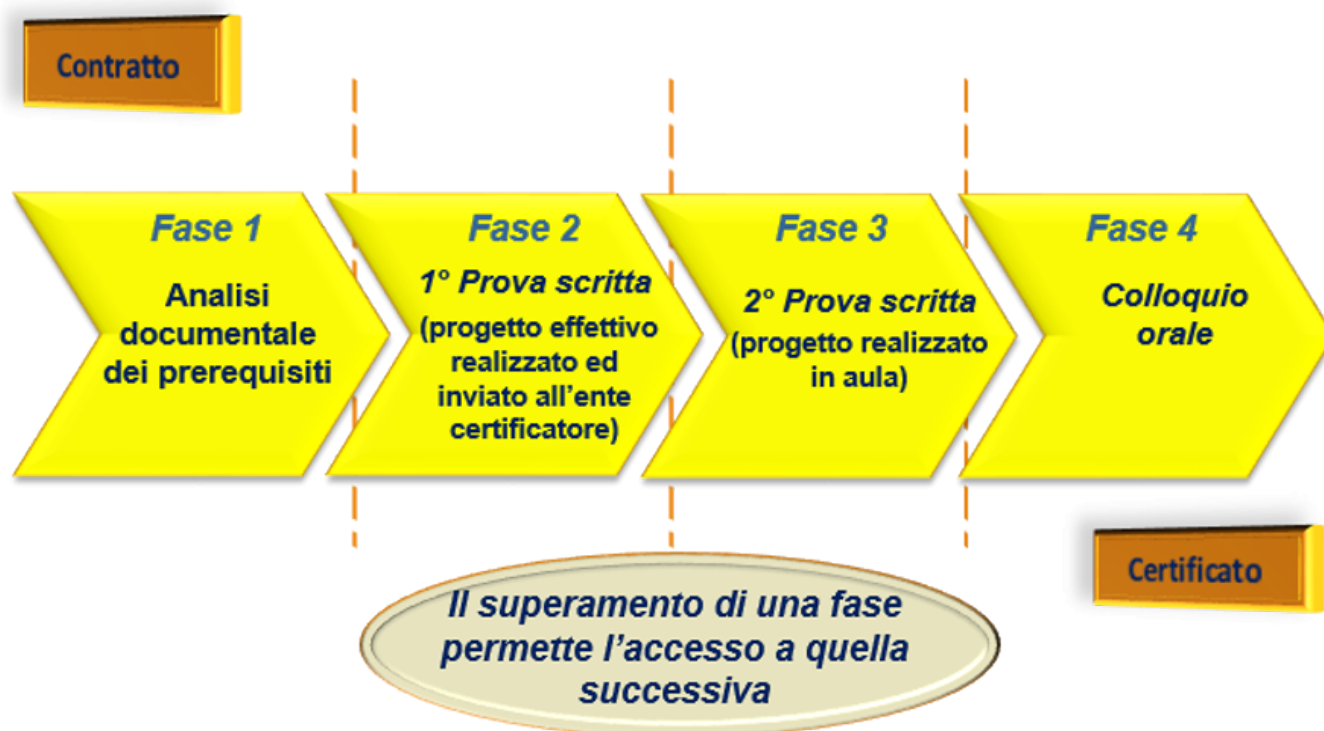 Contratto
Fase 1
Analisi
documentale
dei prerequisiti
Fase 2
1° Prova scritta
(progetto effettivo
realizzato ed
inviato all'ente
certificatore)
Fase 3
2° Prova scritta
(progetto realizzato
in aula)
Fase 4
Colloquio
orale
Certificato
Il superamento di una fase
permette l'accesso a quella
successiva